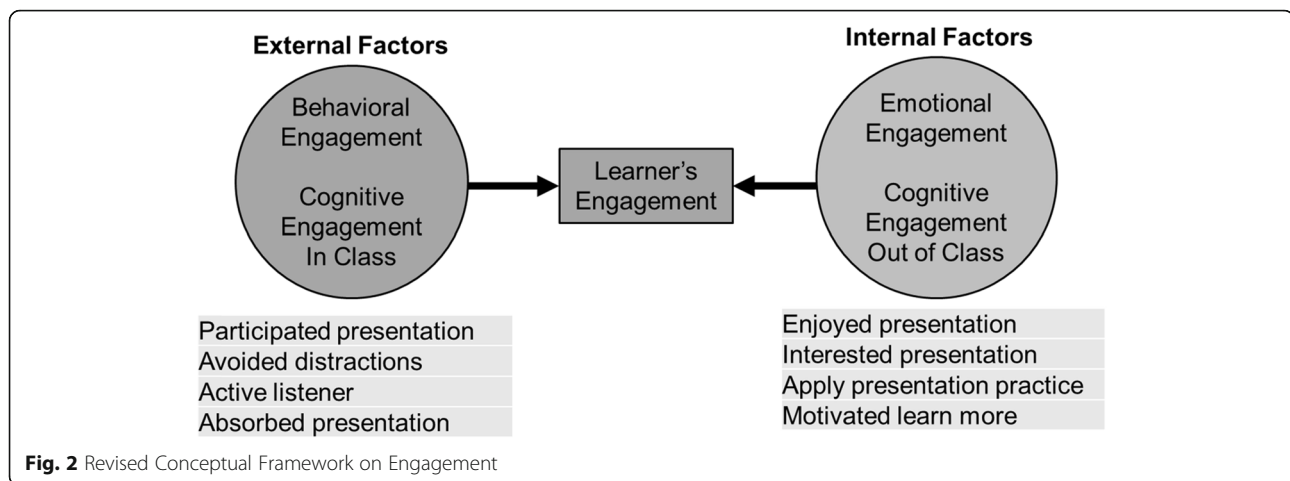 External Factors
Behavioral
Engagement
Cognitive
Engagement
In Class
Participated presentation
Avoided distractions
Active listener
Absorbed presentation
Learner’s
Engagement
Internal Factors
Emotional
Engagement
Cognitive
Engagement
Out of Class
Enjoyed presentation
Interested presentation
Apply presentation practice
Motivated learn more
Fig. 2 Revised Conceptual Framework on Engagement